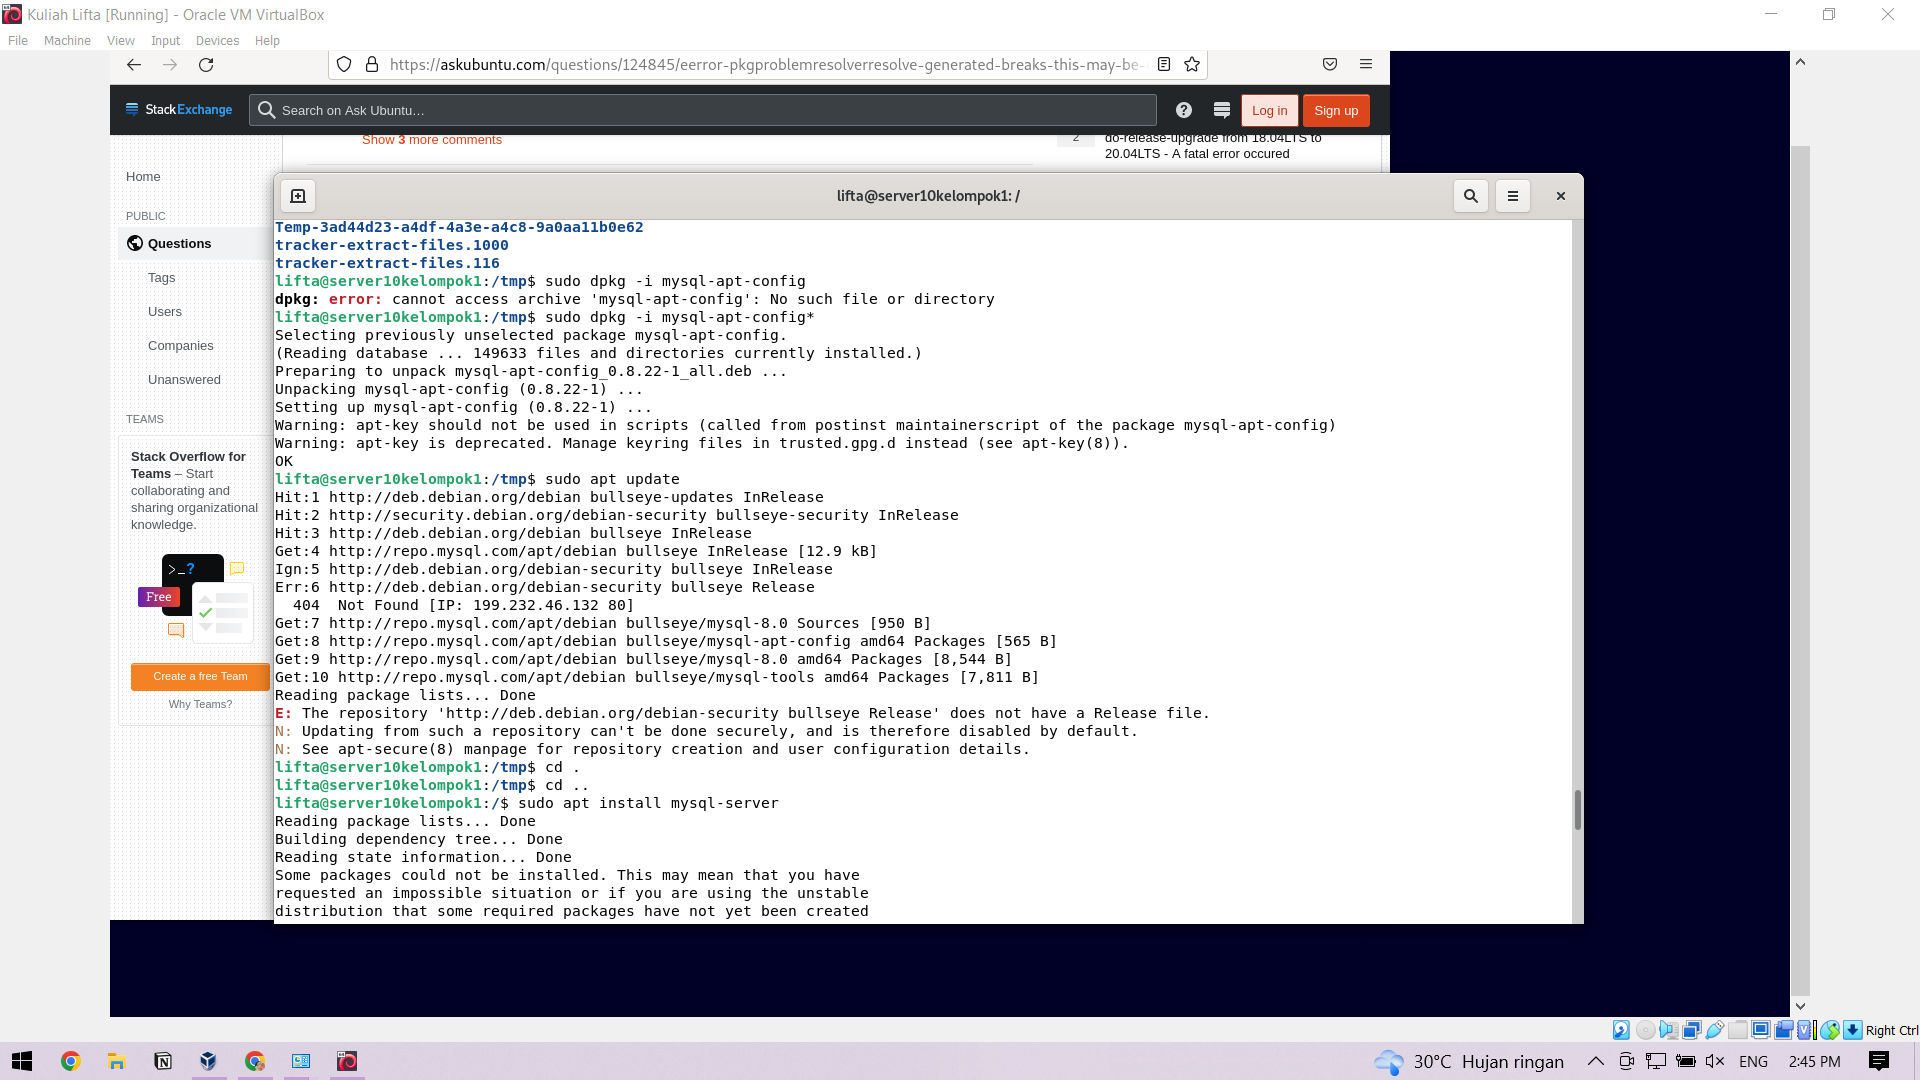 Kuliah Lifta [Running] - Oracle VM VirtualBox
File Machine View Input Devices Help
https://askubuntu.com/questions/124845/eerror-pkgproblemresolverresolve-generated-breaks-this-may-be-
StackExchange
Search on Ask Ubuntu…
Log in
Sign up
Show 3 more comments
2
do-release-upgrade from 18.04LTS to
20.04LTS - A fatal error occured
Home
PUBLIC
Questions
Tags
Users
Companies
Unanswered
TEAMS
Stack Overflow for
Teams – Start
collaborating and
sharing organizational
knowledge.
>_?
Free
Create a free Team
Why Teams?
lifta@server10kelompok1: /
Temp-3ad44d23-a4df-4a3e-a4c8-9a0aa11b0e62
tracker-extract-files.1000
tracker-extract-files.116
lifta@server10kelompok1:/tmp$ sudo dpkg -i mysql-apt-config
dpkg: error: cannot access archive 'mysql-apt-config': No such file or directory
lifta@server10kelompok1:/tmp$ sudo dpkg -i mysql-apt-config*
Selecting previously unselected package mysql-apt-config.
(Reading database ... 149633 files and directories currently installed.)
Preparing to unpack mysql-apt-config_0.8.22-1_all.deb ...
Unpacking mysql-apt-config (0.8.22-1) ...
Setting up mysql-apt-config (0.8.22-1) ...
Warning: apt-key should not be used in scripts (called from postinst maintainerscript of the package mysql-apt-config)
Warning: apt-key is deprecated. Manage keyring files in trusted.gpg.d instead (see apt-key(8)).
OK
lifta@server10kelompok1:/tmp$ sudo apt update
Hit:1 http://deb.debian.org/debian bullseye-updates InRelease
Hit:2 http://security.debian.org/debian-security bullseye-security InRelease
Hit:3 http://deb.debian.org/debian bullseye InRelease
Get:4 http://repo.mysql.com/apt/debian bullseye InRelease [12.9 kB]
Ign:5 http://deb.debian.org/debian-security bullseye InRelease
Err:6 http://deb.debian.org/debian-security bullseye Release
404  Not Found [IP: 199.232.46.132 80]
Get:7 http://repo.mysql.com/apt/debian bullseye/mysql-8.0 Sources [950 B]
Get:8 http://repo.mysql.com/apt/debian bullseye/mysql-apt-config amd64 Packages [565 B]
Get:9 http://repo.mysql.com/apt/debian bullseye/mysql-8.0 amd64 Packages [8,544 B]
Get:10 http://repo.mysql.com/apt/debian bullseye/mysql-tools amd64 Packages [7,811 B]
Reading package lists... Done
E: The repository 'http://deb.debian.org/debian-security bullseye Release' does not have a Release file.
N: Updating from such a repository can't be done securely, and is therefore disabled by default.
N: See apt-secure(8) manpage for repository creation and user configuration details.
lifta@server10kelompok1:/tmp$ cd .
lifta@server10kelompok1:/tmp$ cd ..
lifta@server10kelompok1:/$ sudo apt install mysql-server
Reading package lists... Done
Building dependency tree... Done
Reading state information... Done
Some packages could not be installed. This may mean that you have
requested an impossible situation or if you are using the unstable
distribution that some required packages have not yet been created
Right Ctrl
30°C Hujan ringan
ENG
2:45 PM